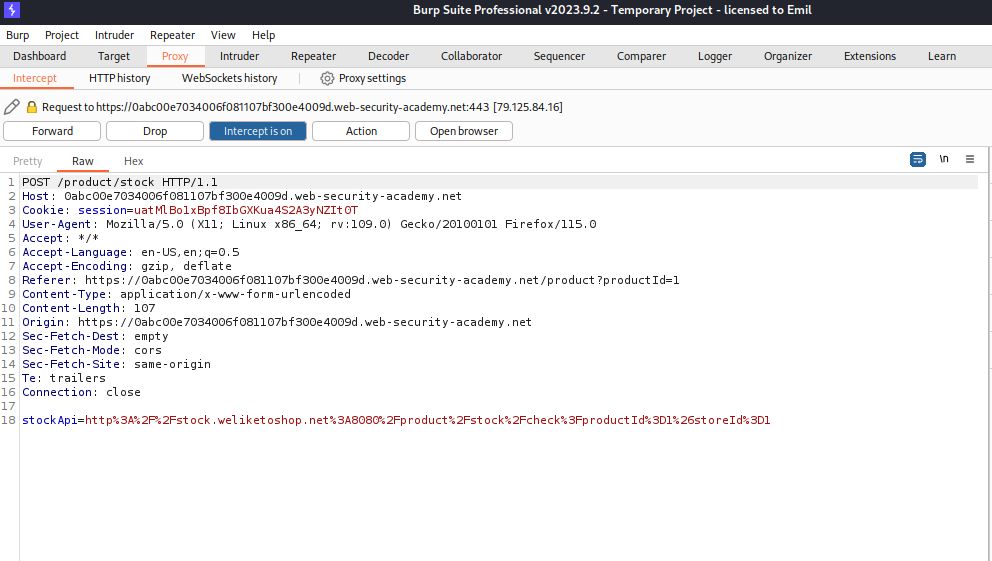 Burp Suite Professional v2023.9.2 - Temporary Project - licensed to Emil
Burp Project Intruder Repeater View Help
Dashboard Target Proxy Intruder Repeater Decoder Collaborator Sequencer Comparer Logger Organizer Extensions Learn
Intercept HTTP history WebSockets history Proxy settings
Request to https://0abc00e7034006f081107bf300e4009d.web-security-academy.net:443 [79.125.84.16]
Forward Drop Intercept is on Action Open browser
Pretty Raw Hex \n
1 POST /product/stock HTTP/1.1
2 Host: 0abc00e7034006f081107bf300e4009d.web-security-academy.net
3 Cookie: session=uatMlBo1xBpf8IbGXKua4S2A3yNZIt0T
4 User-Agent: Mozilla/5.0 (X11; Linux x86_64; rv:109.0) Gecko/20100101 Firefox/115.0
5 Accept: */*
6 Accept-Language: en-US,en;q=0.5
7 Accept-Encoding: gzip, deflate
8 Referer: https://0abc00e7034006f081107bf300e4009d.web-security-academy.net/product?productId=1
9 Content-Type: application/x-www-form-urlencoded
10 Content-Length: 107
11 Origin: https://0abc00e7034006f081107bf300e4009d.web-security-academy.net
12 Sec-Fetch-Dest: empty
13 Sec-Fetch-Mode: cors
14 Sec-Fetch-Site: same-origin
15 Te: trailers
16 Connection: close
17
18 stockApi=http%3A%2F%2Fstock.weliketoshop.net%3A8080%2Fproduct%2Fstock%2Fcheck%3FproductId%3D1%26storeId%3D1